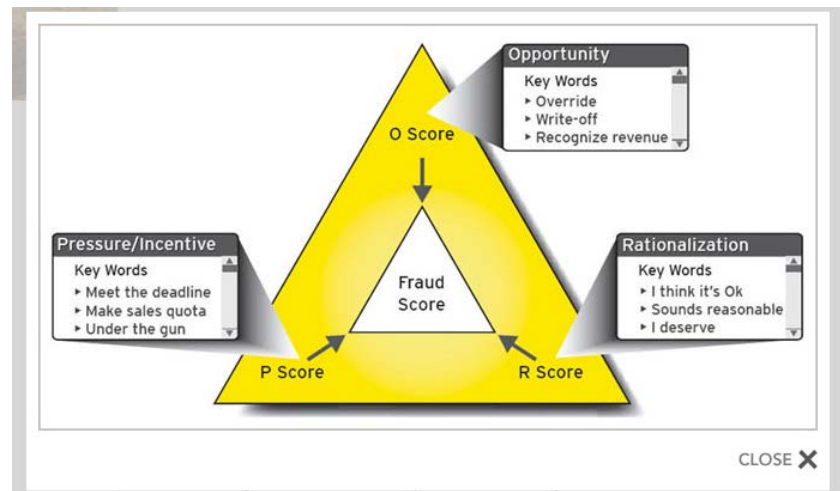 Opportunity
Key Words
▸ Override
▸ Write-off
▸ Recognize revenue
O Score
Pressure/Incentive
Key Words
▸ Meet the deadline
▸ Make sales quota
▸ Under the gun
Rationalization
Key Words
▸ I think it's Ok
▸ Sounds reasonable
▸ I deserve
Fraud
Score
P Score
R Score
CLOSE X